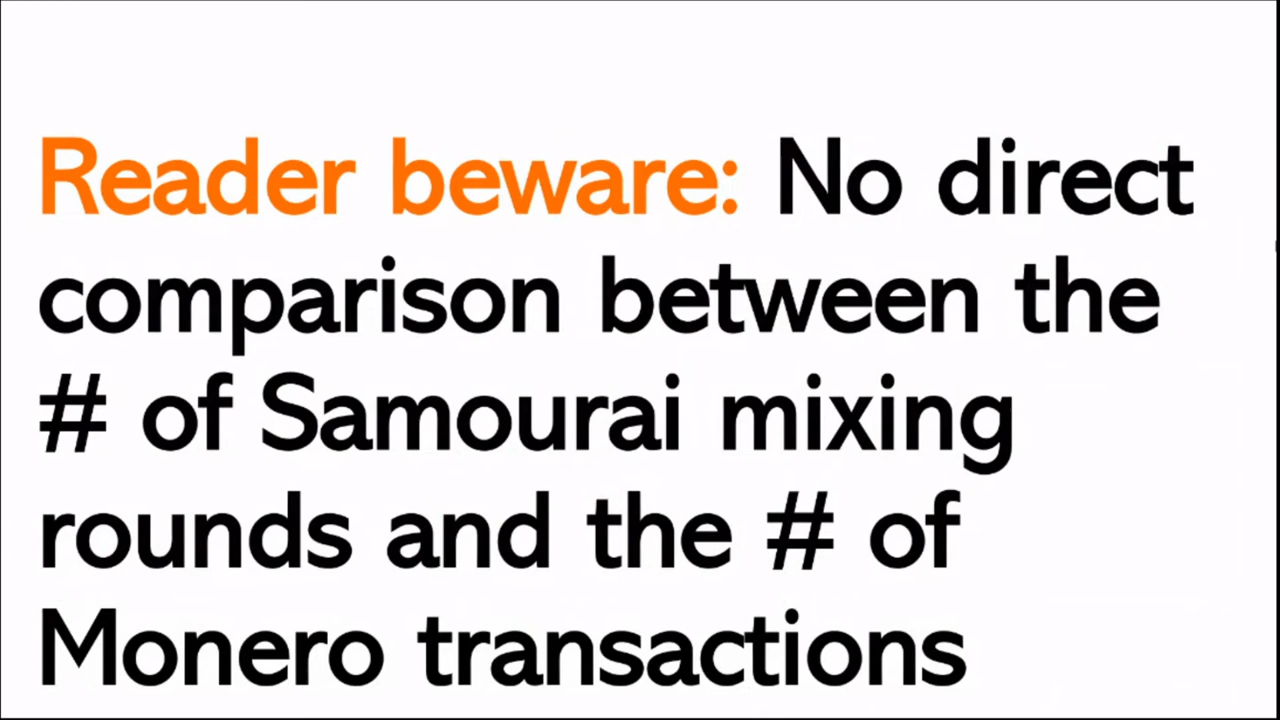 Reader beware: No direct
comparison between the
# of Samourai mixing
rounds and the # of
Monero transactions